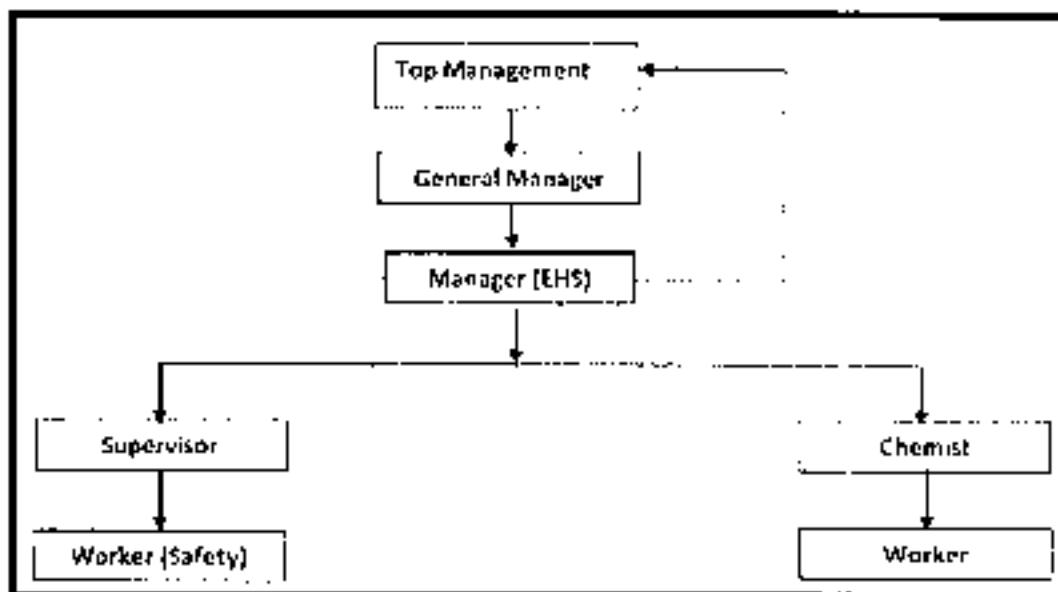 Top Management
General Manager
Manager (EHS)
Supervisor
Chemist
Worker (Safety)
Worker